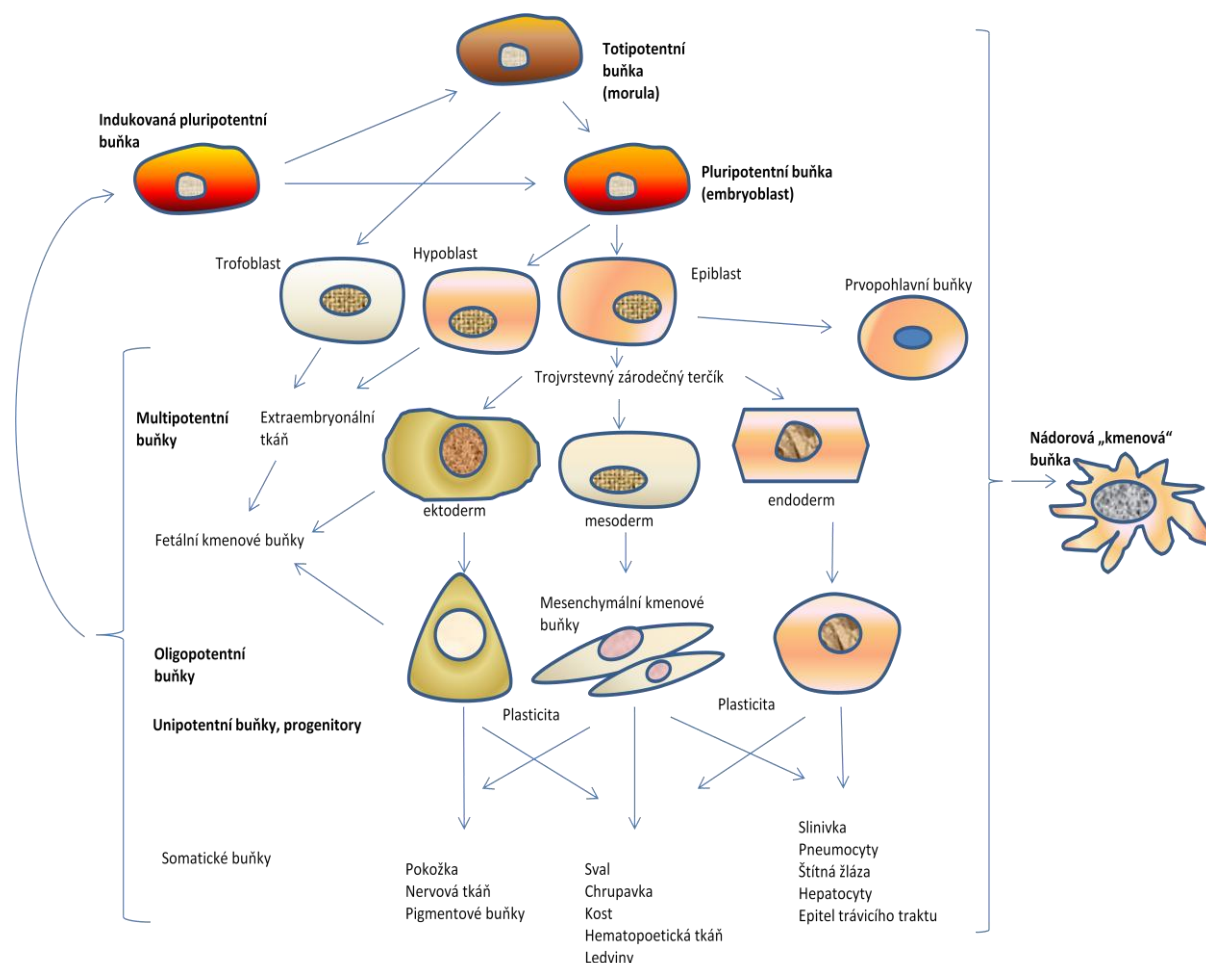 Totipotentní
buňka
(morula)
Indukovaná pluripotentní
buňka
Pluripotentní buňka
(embryoblast)
Trofoblast
Hypoblast
Epiblast
Prvopohlavní buňky
Trojvrstevný zárodečný terčík
Multipotentní
buňky
Extraembryonální
tkáň
Nádorová „kmenová“
buňka
ektoderm
mesoderm
endoderm
Fetální kmenové buňky
Mesenchymální kmenové
buňky
Oligopotentní
buňky
Unipotentní buňky, progenitory
Plasticita
Plasticita
Somatické buňky
Pokožka
Nervová tkáň
Pigmentové buňky
Sval
Chrupavka
Kost
Hematopoetická tkáň
Ledviny
Slinivka
Pneumocyty
Štítná žláza
Hepatocyty
Epitel trávicího traktu